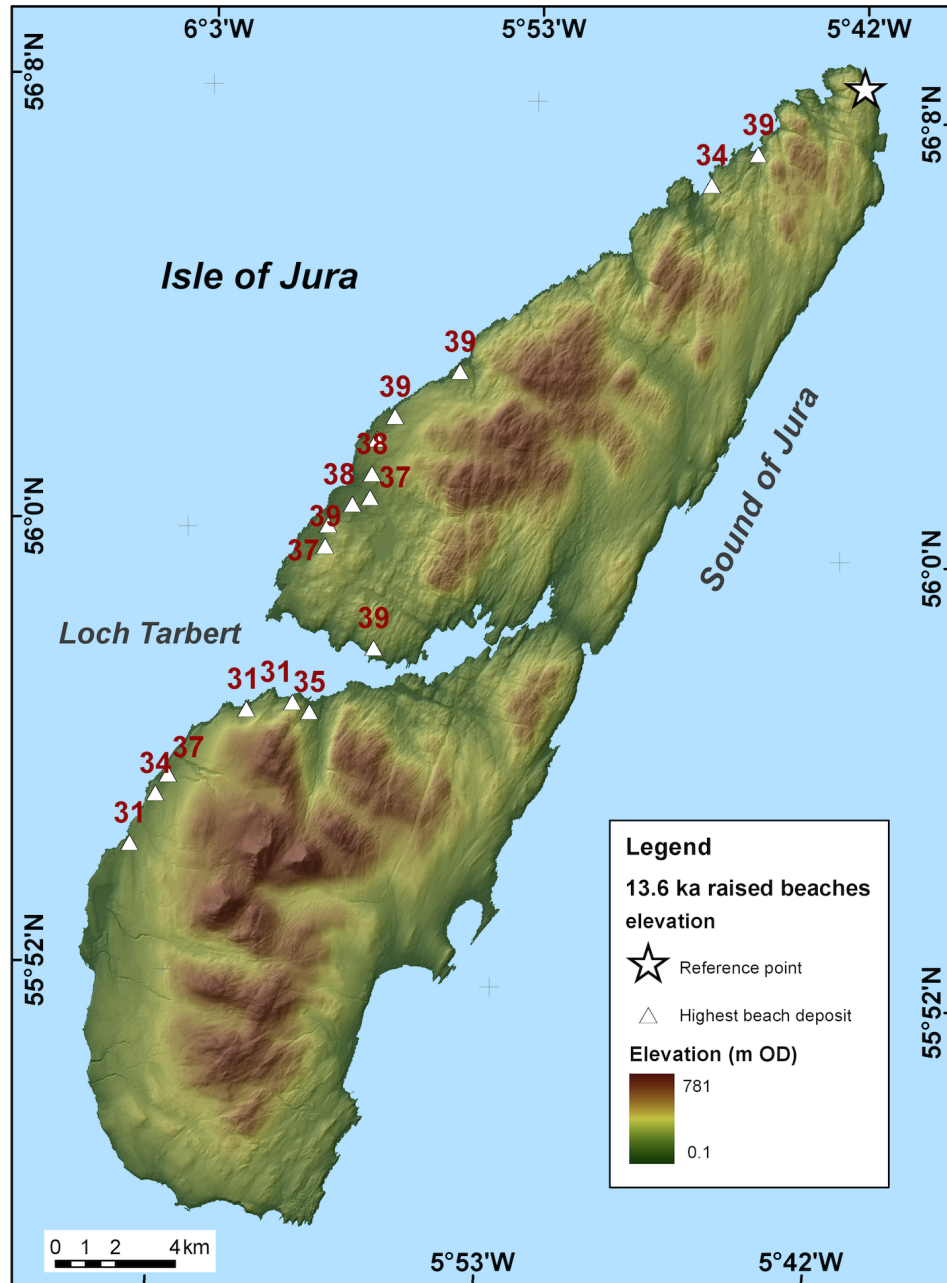 6°3'W
5°53'W
5°42'W
56°8'N
56°8'N
39
34
Isle of Jura
39
39
38
38
37
39
37
56°0'N
56°0'N
Sound of Jura
39
Loch Tarbert
31
31
35
37
34
31
55°52'N
55°52'N
Legend
13.6 ka raised beaches
elevation
Reference point
Highest beach deposit
Elevation (m OD)
781
0.1
0 1 2 4 km
5°53'W
5°42'W